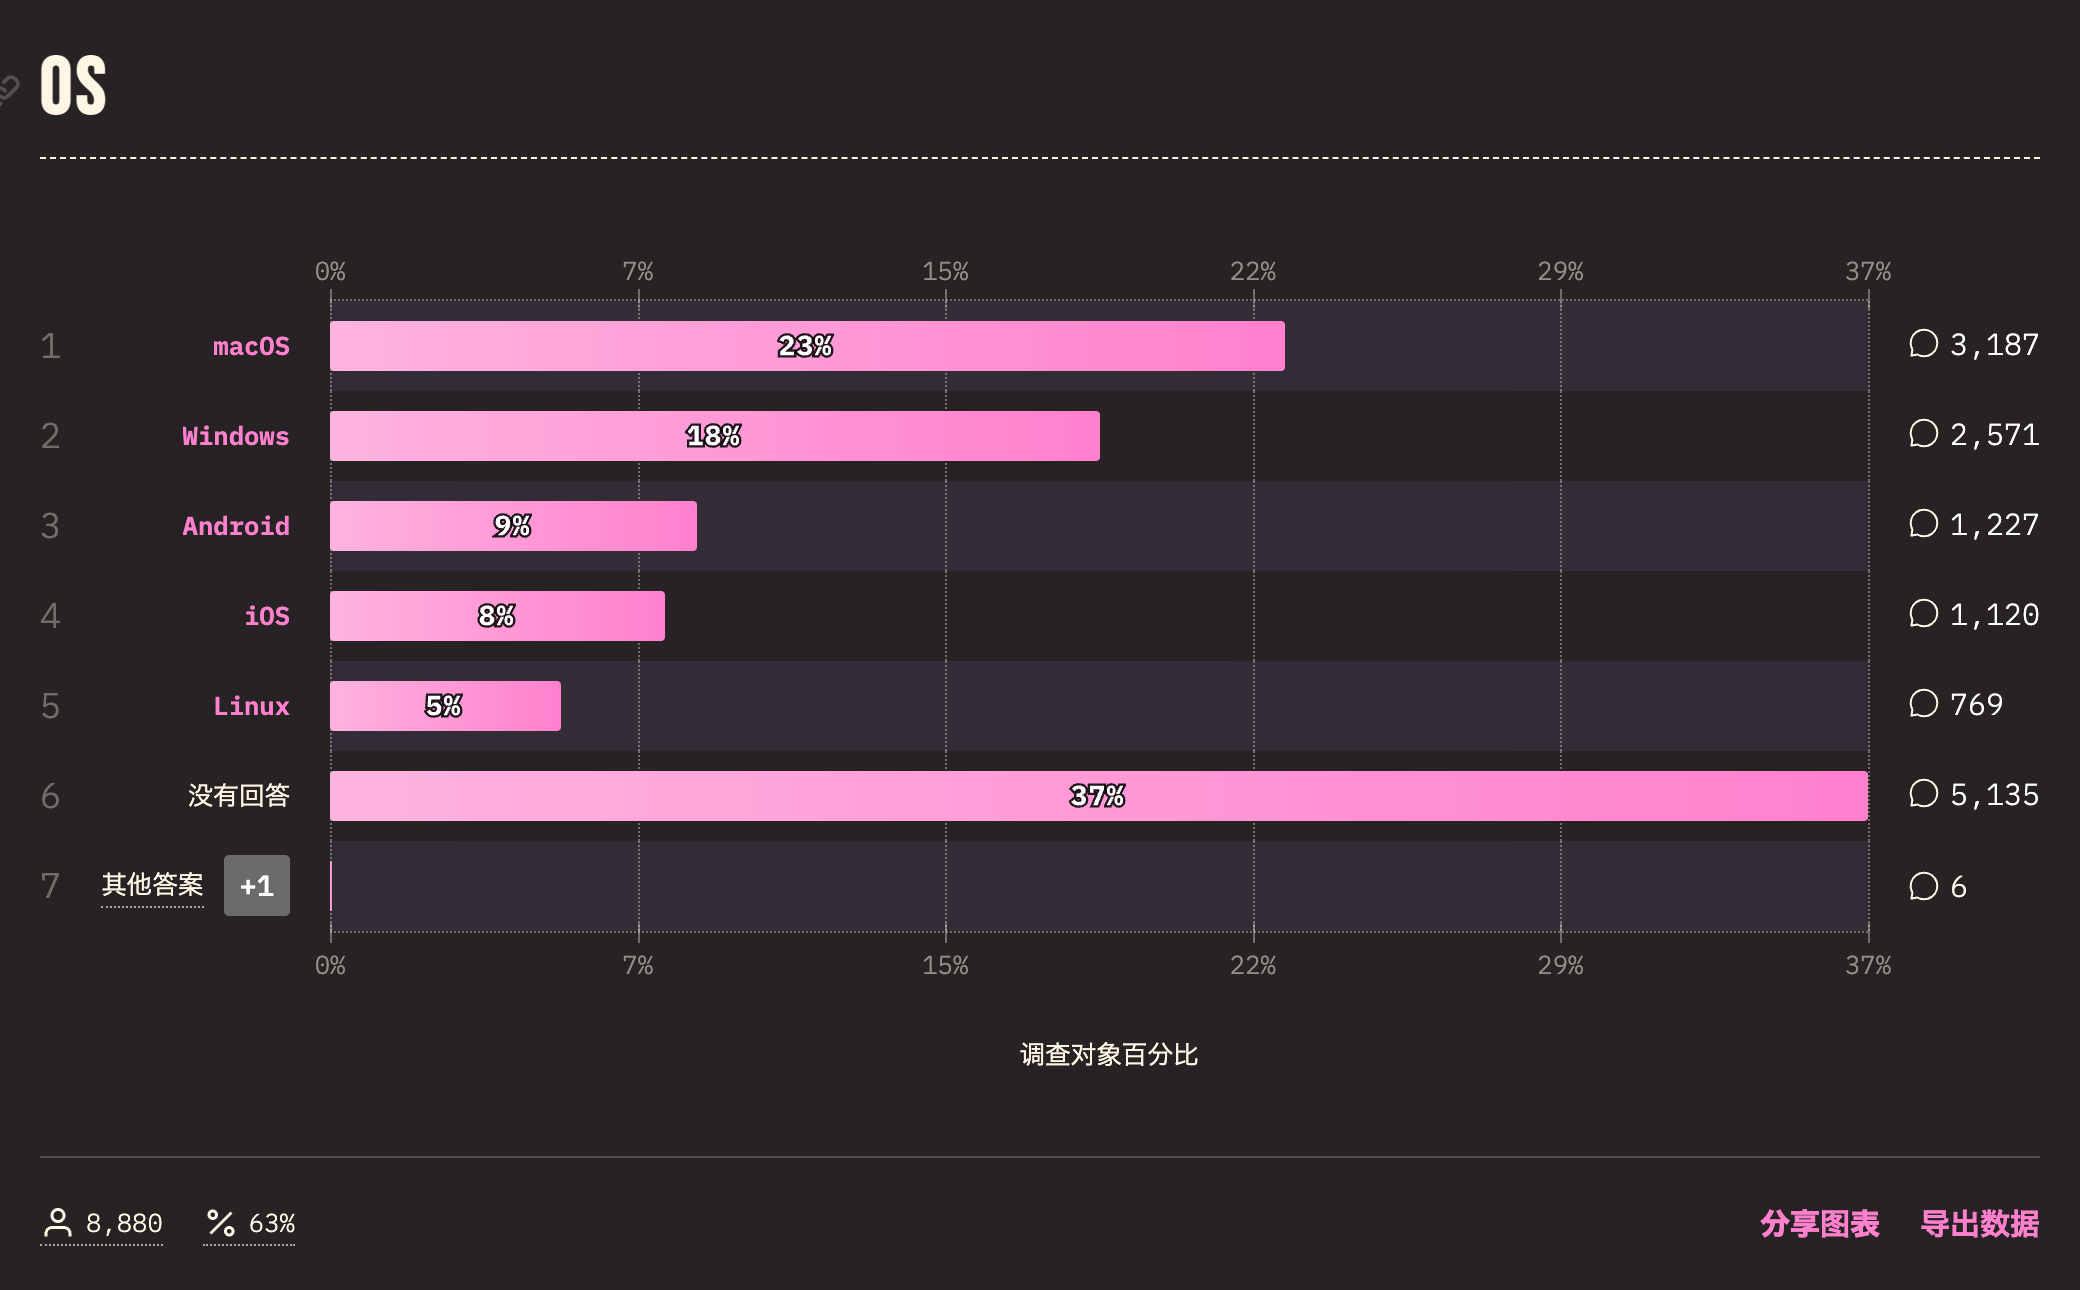 OS
0% 7% 15% 22% 29% 37%
1 macOS 23% 3,187
2 Windows 18% 2,571
3 Android 9% 1,227
4 iOS 8% 1,120
5 Linux 5% 769
6 没有回答 37% 5,135
7 其他答案 +1 6
0% 7% 15% 22% 29% 37%
调查对象百分比
8,880 63% 分享图表 导出数据